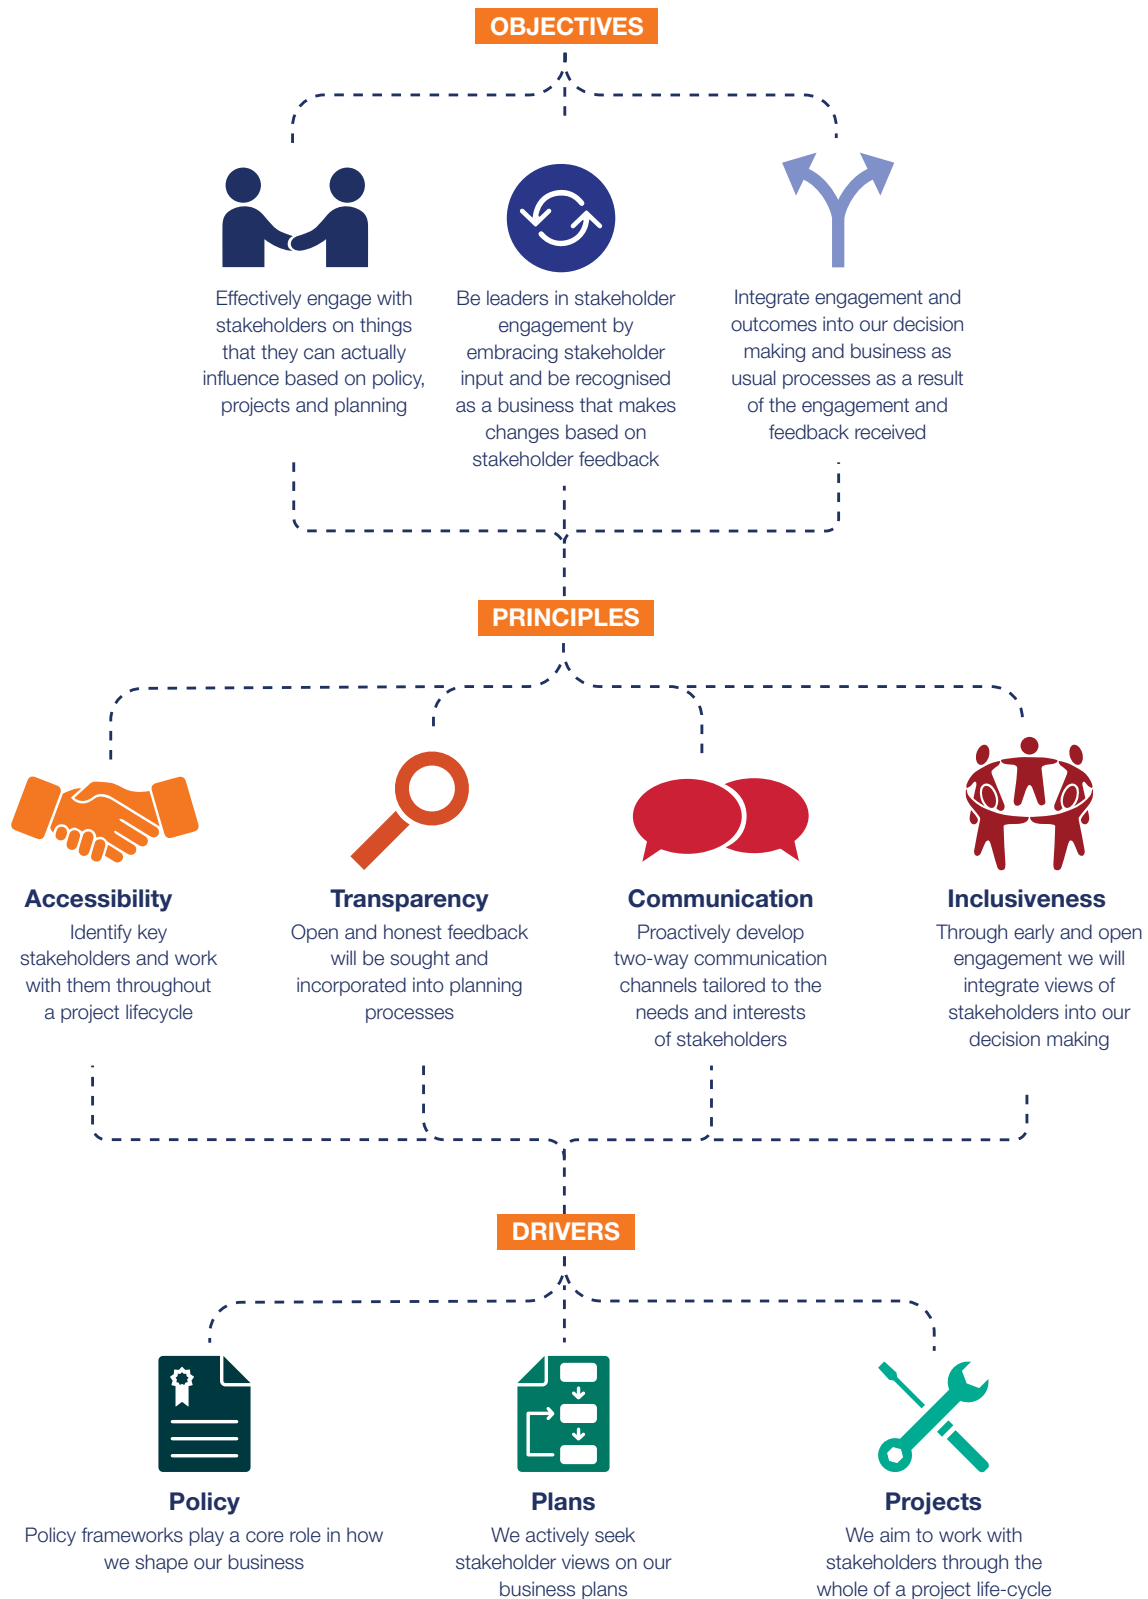 OBJECTIVES
Effectively engage with
stakeholders on things
that they can actually
influence based on policy,
projects and planning
Be leaders in stakeholder
engagement by
embracing stakeholder
input and be recognised
as a business that makes
changes based on
stakeholder feedback
Integrate engagement and
outcomes into our decision
making and business as
usual processes as a result
of the engagement and
feedback received
PRINCIPLES
Accessibility
Identify key
stakeholders and work
with them throughout
a project lifecycle
Transparency
Open and honest feedback
will be sought and
incorporated into planning
processes
Communication
Proactively develop
two-way communication
channels tailored to the
needs and interests
of stakeholders
Inclusiveness
Through early and open
engagement we will
integrate views of
stakeholders into our
decision making
DRIVERS
Policy
Policy frameworks play a core role in how
we shape our business
Plans
We actively seek
stakeholder views on our
business plans
Projects
We aim to work with
stakeholders through the
whole of a project life-cycle